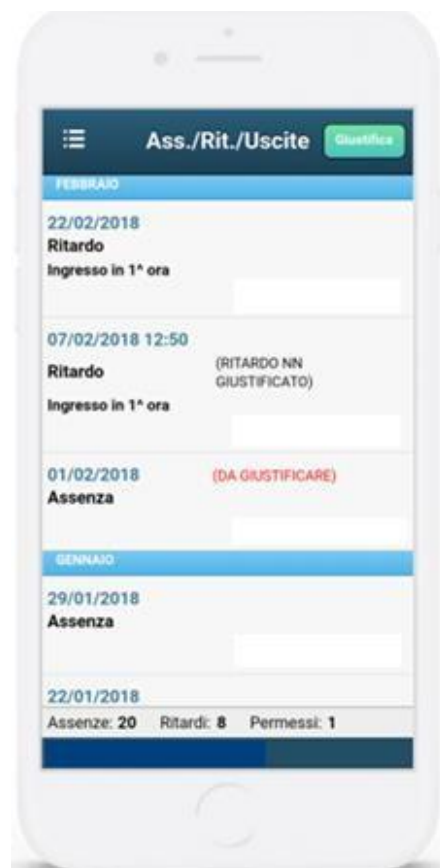 Ass./Rit./Uscite Giustifica
FEBBRAIO
22/02/2018
Ritardo
Ingresso in 1^ ora
07/02/2018 12:50
Ritardo
(RITARDO NN
GIUSTIFICATO)
Ingresso in 1^ ora
01/02/2018 (DA GIUSTIFICARE)
Assenza
GENNAIO
29/01/2018
Assenza
22/01/2018
Assenze: 20 Ritardi: 8 Permessi: 1